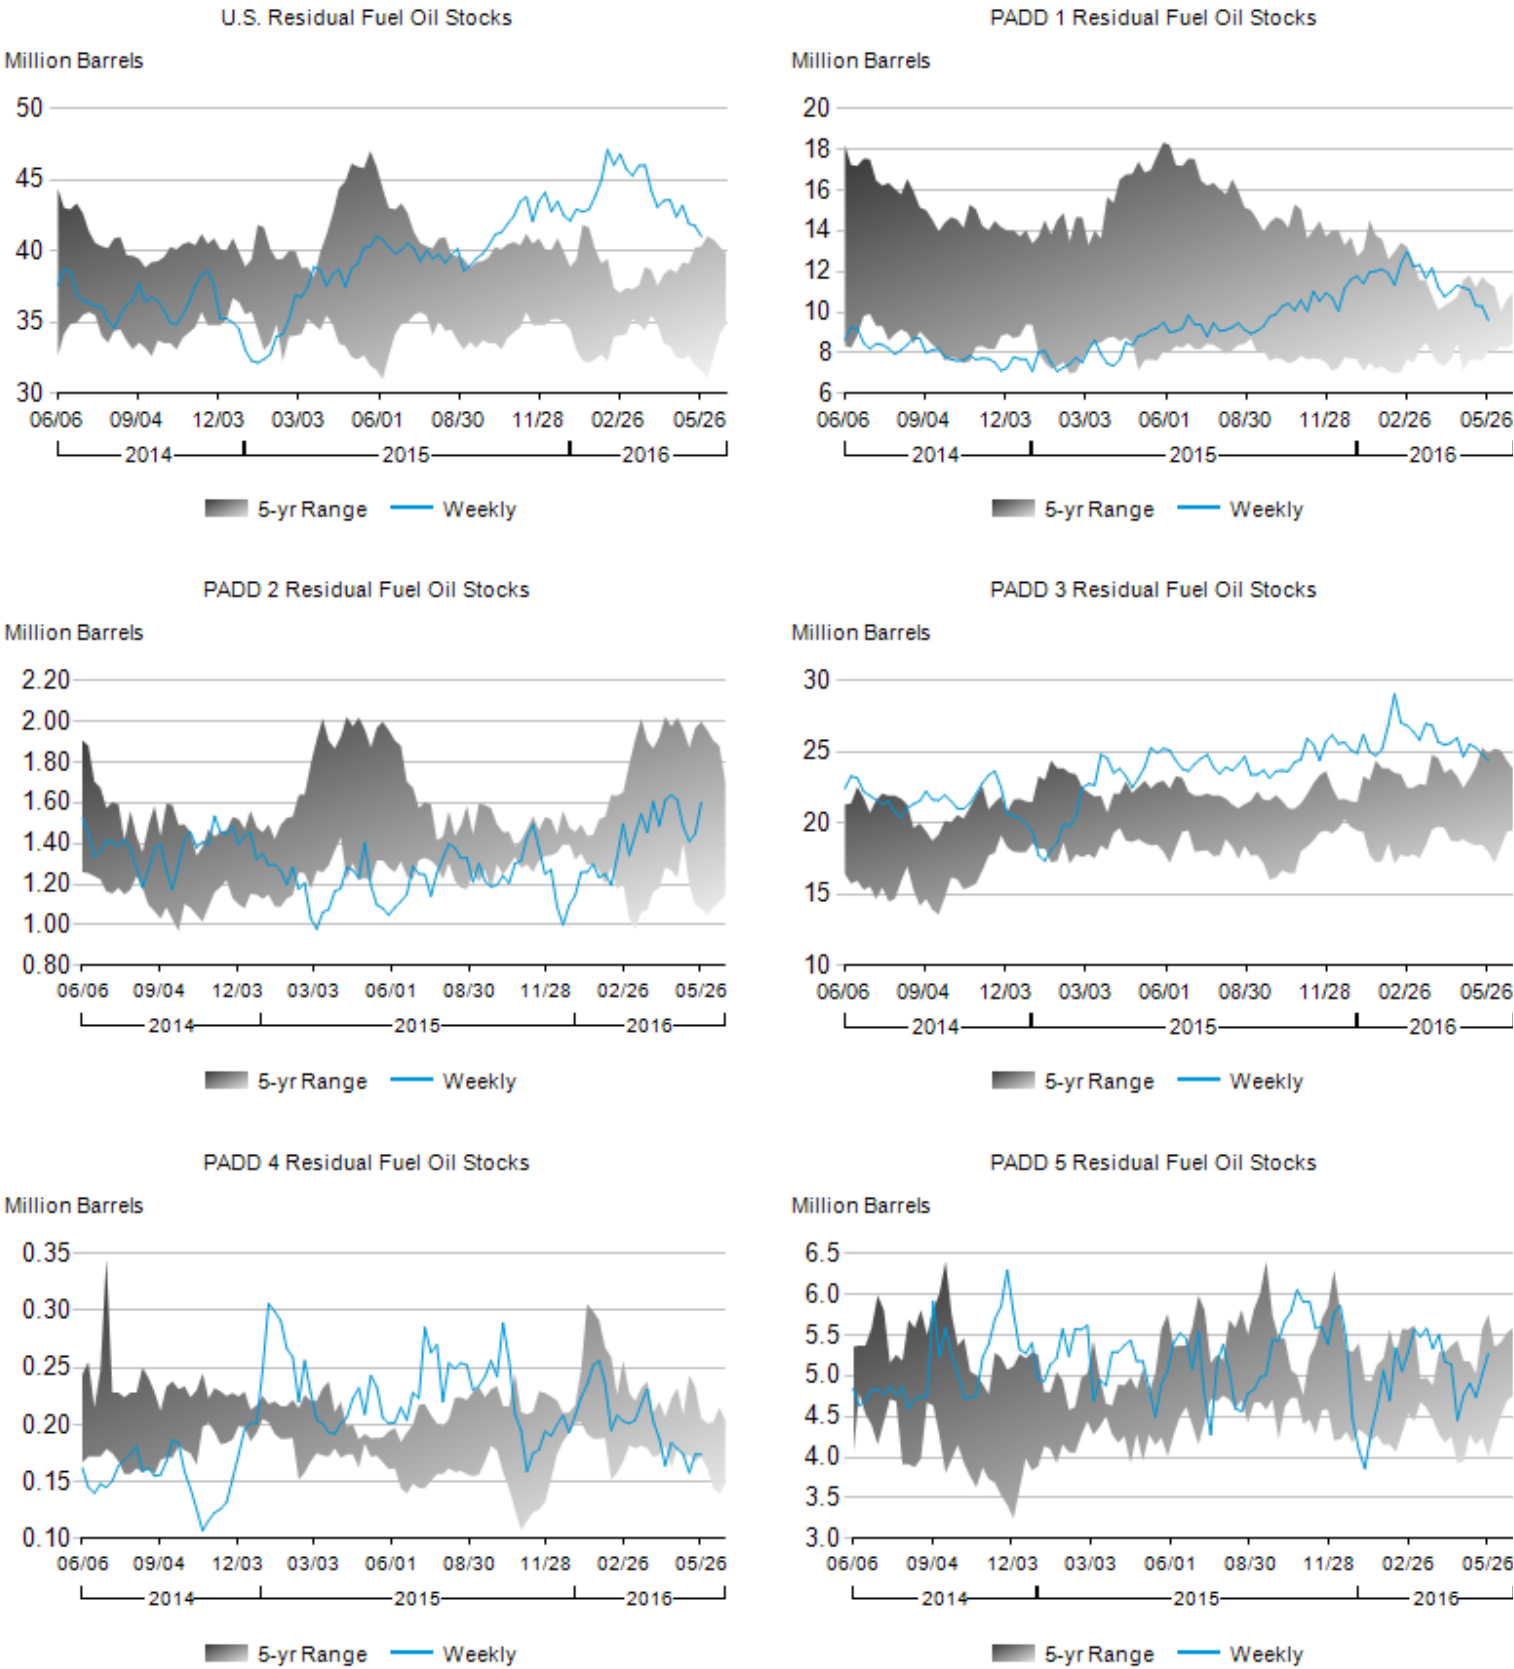 U.S. Residual Fuel Oil Stocks
Million Barrels
50
45
40
35
30
06/06 09/04 12/03 03/03 06/01 08/30 11/28 02/26 05/26
2014 2015 2016
5-yr Range Weekly
PADD 1 Residual Fuel Oil Stocks
Million Barrels
20
18
16
14
12
10
8
6
06/06 09/04 12/03 03/03 06/01 08/30 11/28 02/26 05/26
2014 2015 2016
5-yr Range Weekly
PADD 2 Residual Fuel Oil Stocks
Million Barrels
2.20
2.00
1.80
1.60
1.40
1.20
1.00
0.80
06/06 09/04 12/03 03/03 06/01 08/30 11/28 02/26 05/26
2014 2015 2016
5-yr Range Weekly
PADD 3 Residual Fuel Oil Stocks
Million Barrels
30
25
20
15
10
06/06 09/04 12/03 03/03 06/01 08/30 11/28 02/26 05/26
2014 2015 2016
5-yr Range Weekly
PADD 4 Residual Fuel Oil Stocks
Million Barrels
0.35
0.30
0.25
0.20
0.15
0.10
06/06 09/04 12/03 03/03 06/01 08/30 11/28 02/26 05/26
2014 2015 2016
5-yr Range Weekly
PADD 5 Residual Fuel Oil Stocks
Million Barrels
6.5
6.0
5.5
5.0
4.5
4.0
3.5
3.0
06/06 09/04 12/03 03/03 06/01 08/30 11/28 02/26 05/26
2014 2015 2016
5-yr Range Weekly